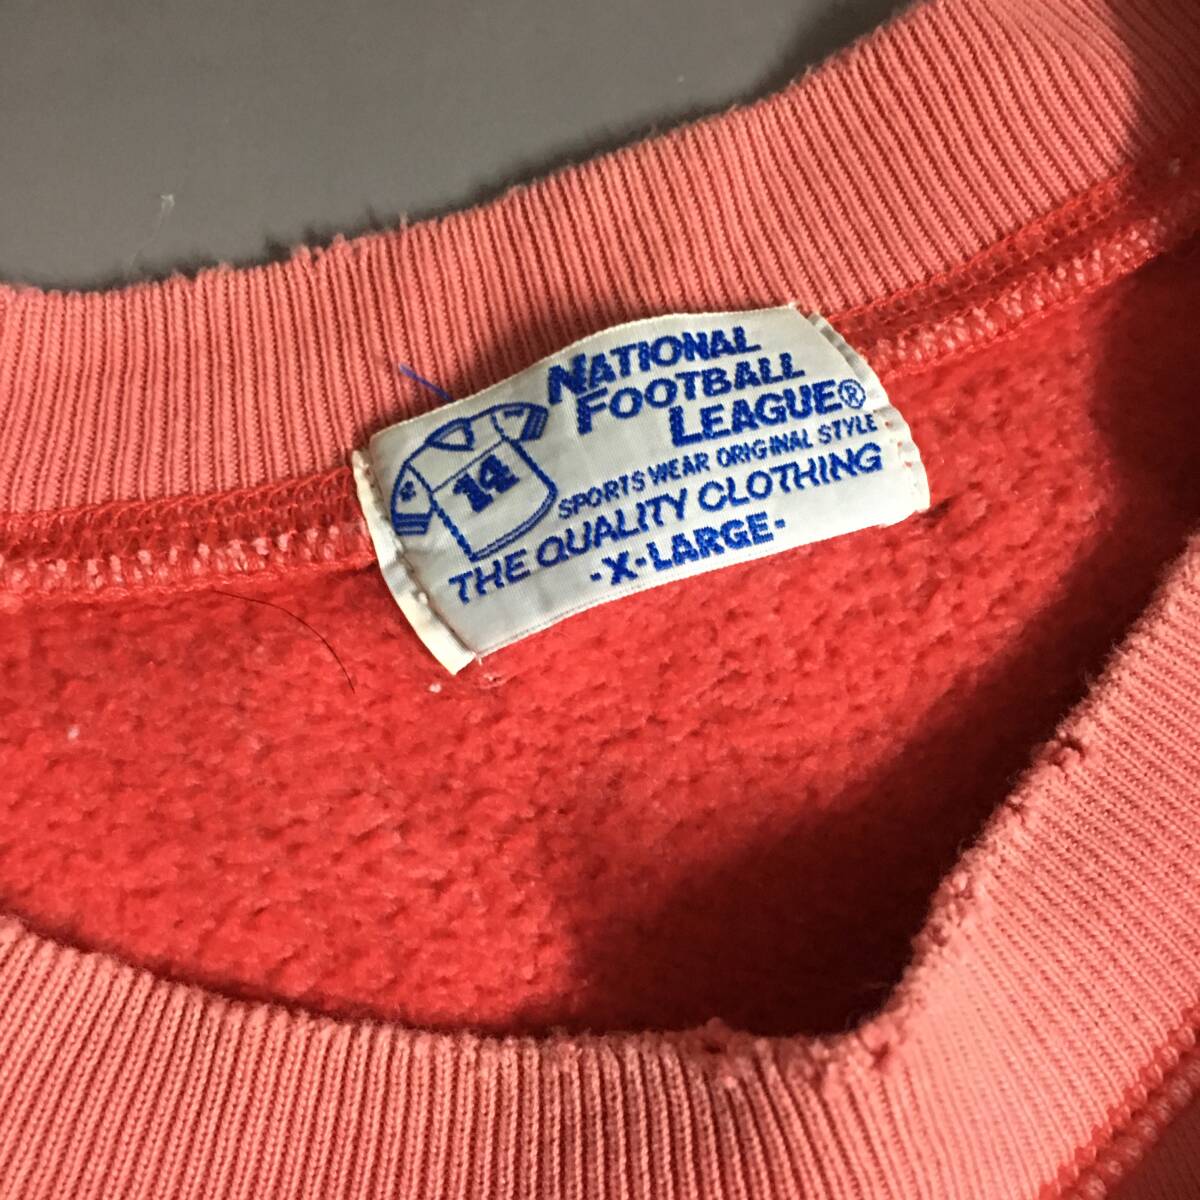 NATIONAL
FOOTBALL
LEAGUE®
SPORTS WEAR ORIGINAL STYLE
THE QUALITY CLOTHING
-X-LARGE-
14